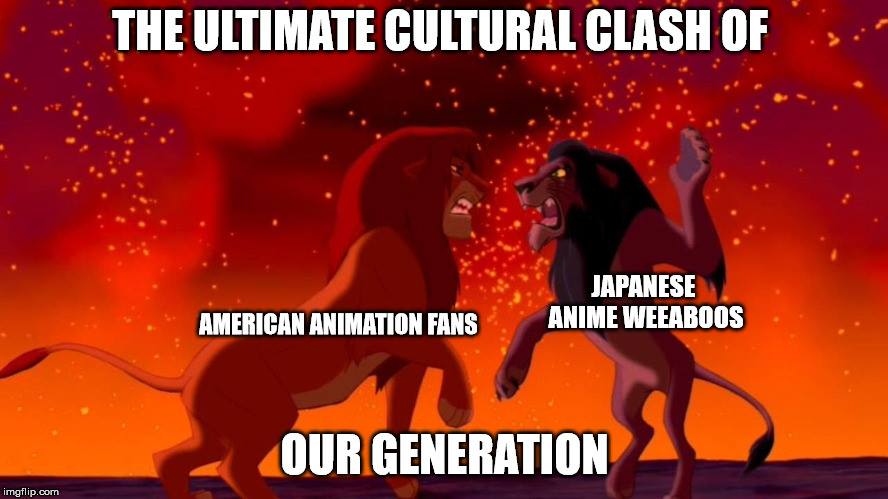 THE ULTIMATE CULTURAL CLASH OF
JAPANESE
ANIME WEEABOOS
AMERICAN ANIMATION FANS
OUR GENERATION
imgflip.com